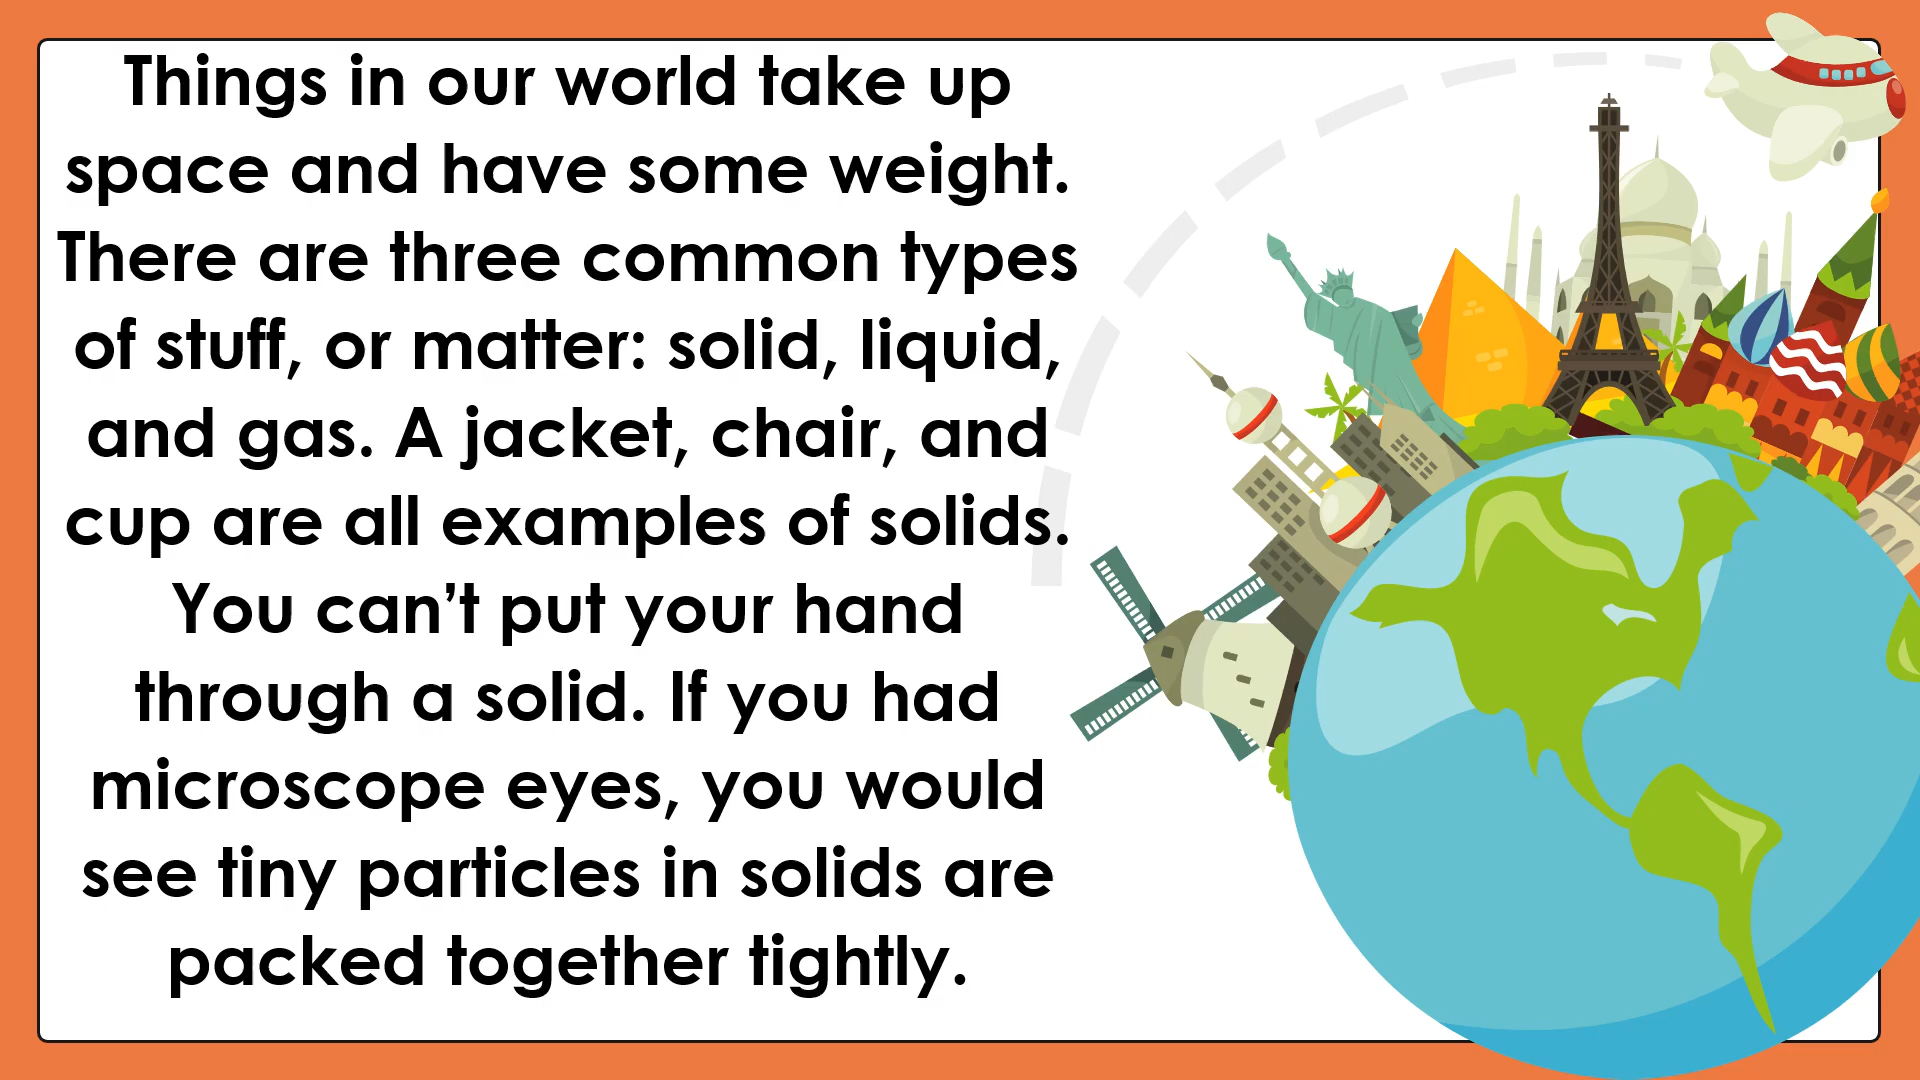 Things in our world take up
space and have some weight.
There are three common types
of stuff, or matter: solid, liquid,
and gas. A jacket, chair, and
cup are all examples of solids.
You can’t put your hand
through a solid. If you had
microscope eyes, you would
see tiny particles in solids are
packed together tightly.